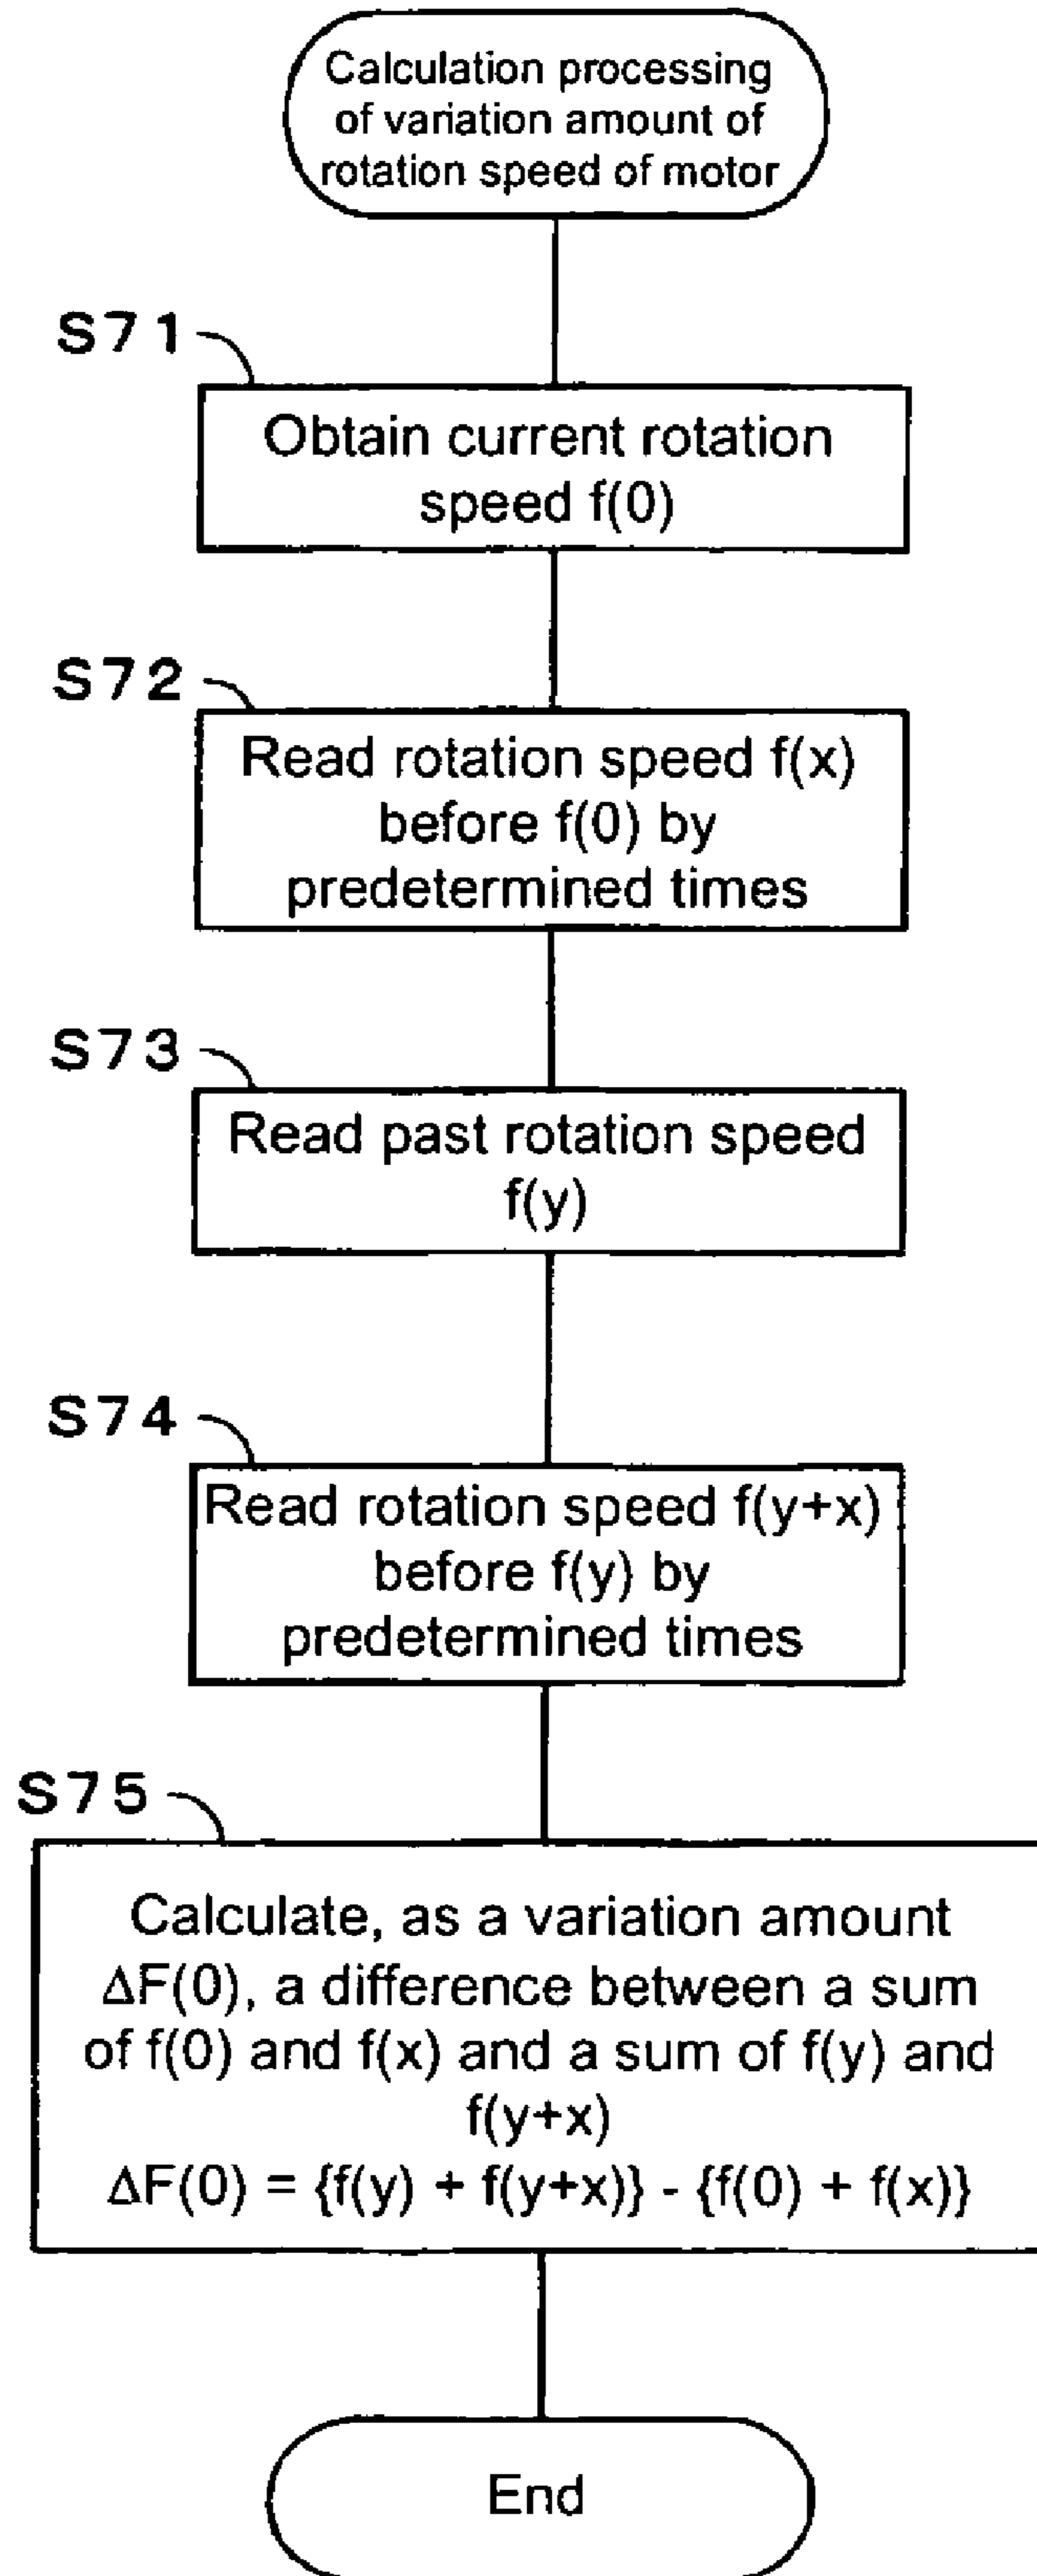 Calculation processing
of variation amount of
rotation speed of motor
S71
Obtain current rotation
speed f(0)
S72
Read rotation speed f(x)
before f(0) by
predetermined times
S73
Read past rotation speed
f(y)
S74
Read rotation speed f(y+x)
before f(y) by
predetermined times
S75
Calculate, as a variation amount
ΔF(0), a difference between a sum
of f(0) and f(x) and a sum of f(y) and
f(y+x)
ΔF(0) = {f(y) + f(y+x)} - {f(0) + f(x)}
End